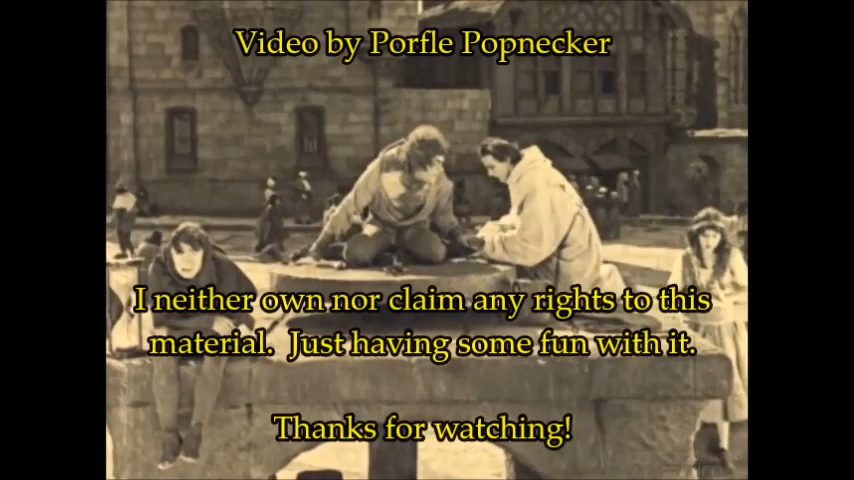 Video by Porfle Popnecker
I neither own nor claim any rights to this
material.  Just having some fun with it.
Thanks for watching!